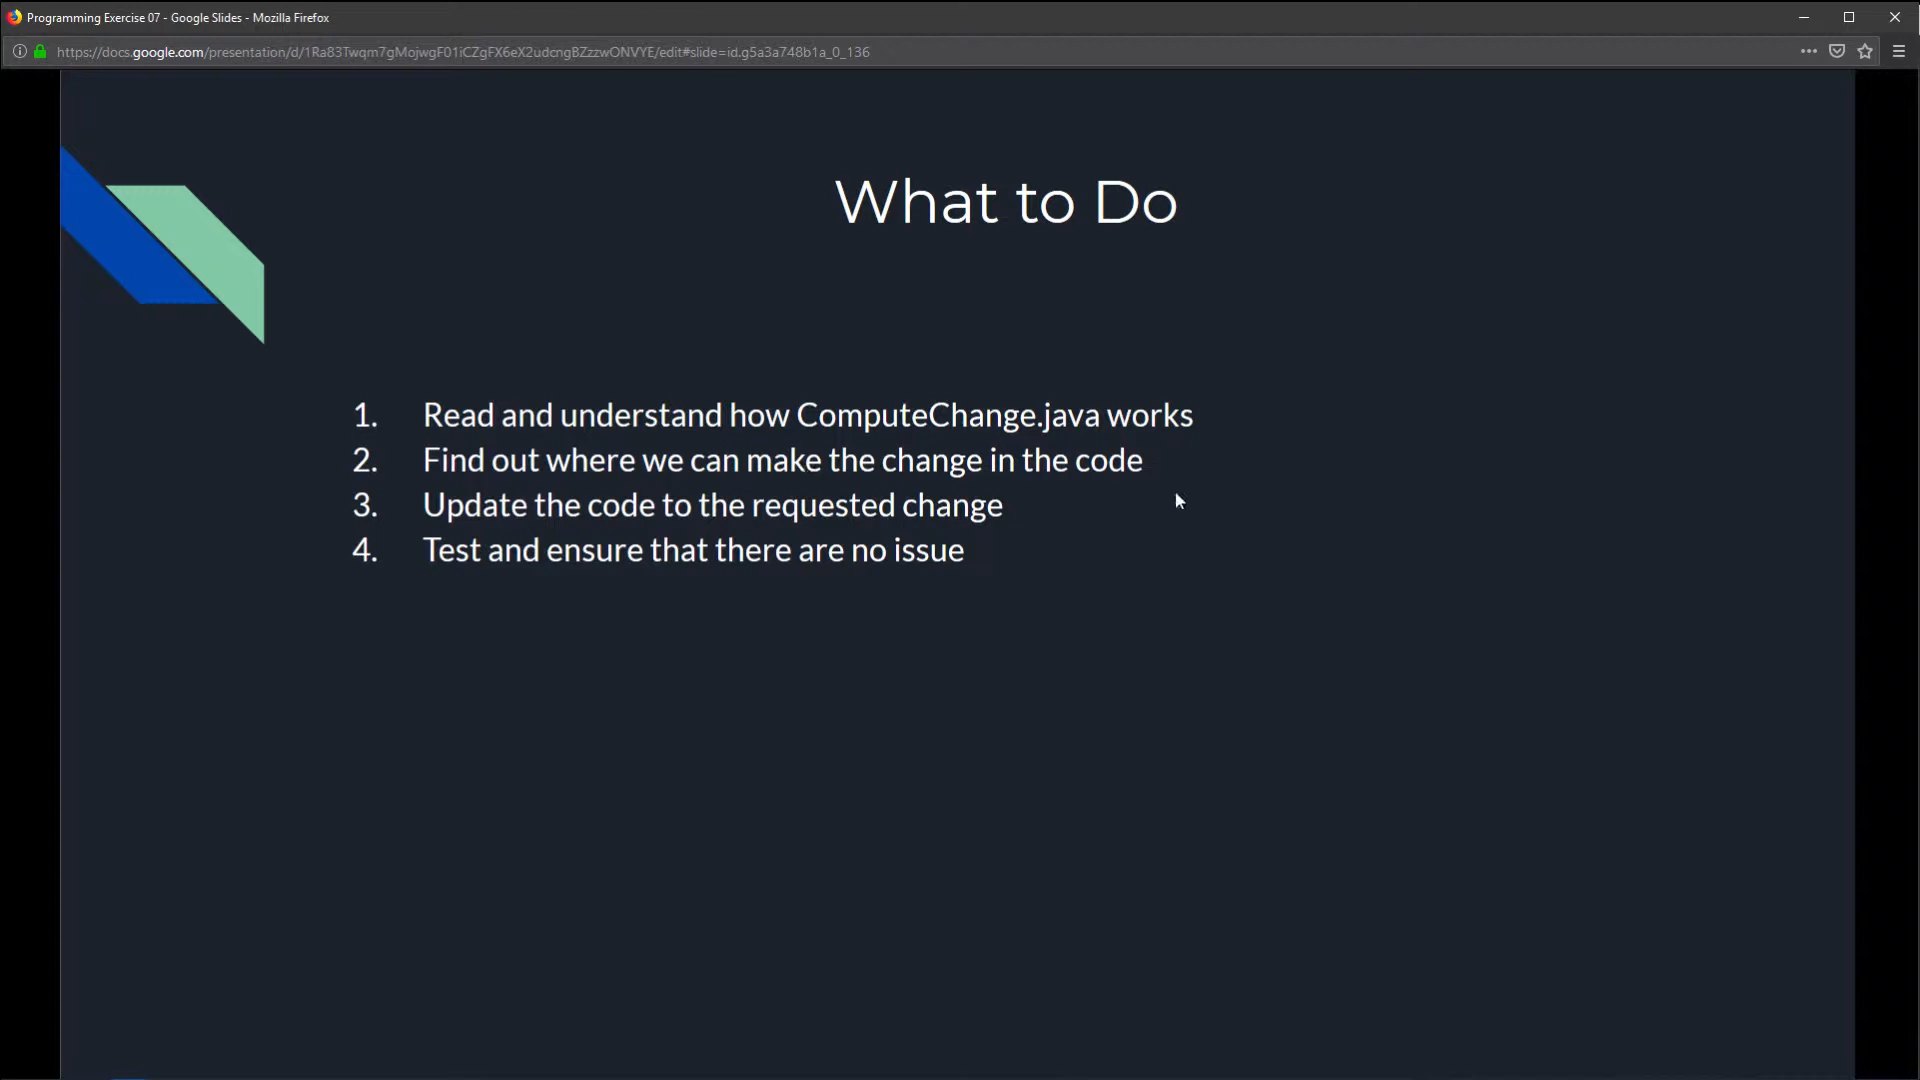 Programming Exercise 07 - Google Slides - Mozilla Firefox
https://docs.google.com/presentation/d/1Ra83Twqm7gMojwgF01iCZgFX6eX2udcngBZzzwONVYE/edit#slide=id.g5a3a748b1a_0_136
What to Do
1. Read and understand how ComputeChange.java works
2. Find out where we can make the change in the code
3. Update the code to the requested change
4. Test and ensure that there are no issue